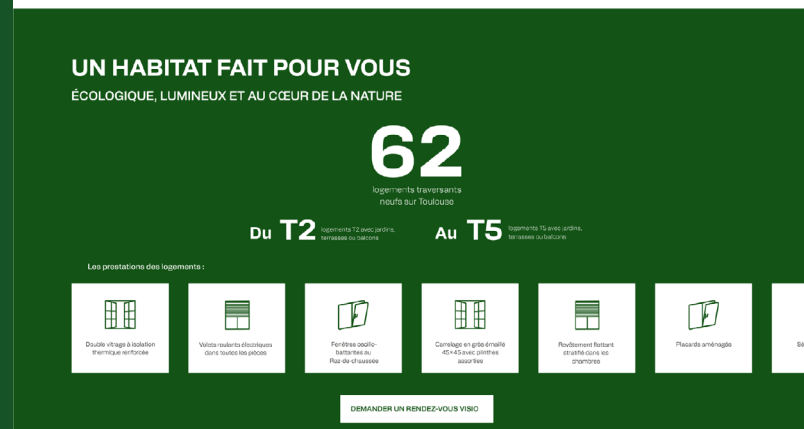 UN HABITAT FAIT POUR VOUS
ÉCOLOGIQUE, LUMINEUX ET AU CŒUR DE LA NATURE
62
logements traversants
neufs sur Toulouse
Du T2 logements T2 avec jardins,
terrasses ou balcons
Au T5 logements T5 avec jardins,
terrasses ou balcons
Les prestations des logements :
Double vitrage à isolation
thermique renforcée
Volets roulants électriques
dans toutes les pièces
Fenêtres oscillo-
battantes au
Rez-de-chaussée
Carrelage en grès émaillé
45x45 avec plinthes
assorties
Revêtement flottant
stratifié dans les
chambres
Placards aménagés
DEMANDER UN RENDEZ-VOUS VISIO